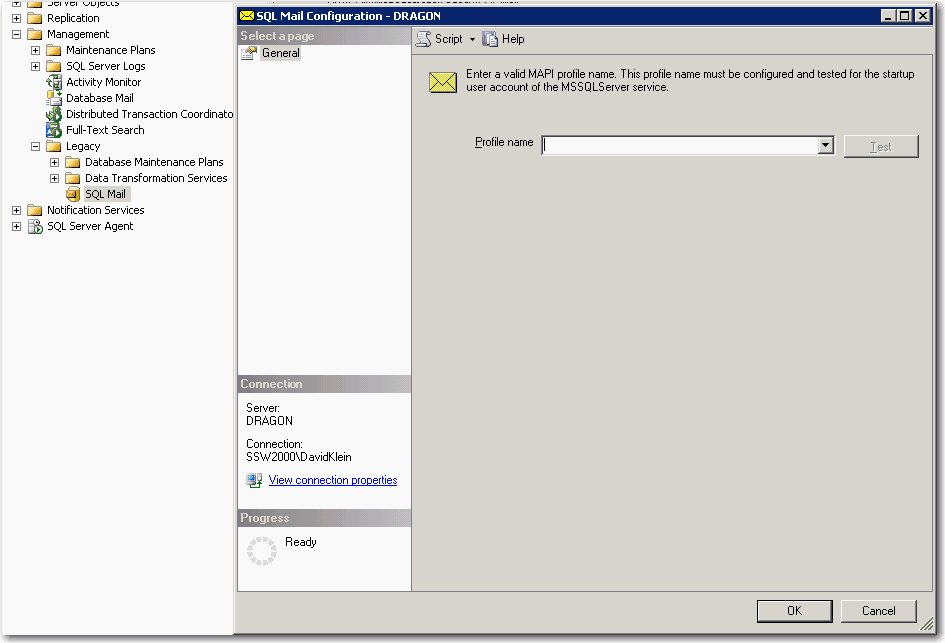 Server Objects
Replication
Management
Maintenance Plans
SQL Server Logs
Activity Monitor
Database Mail
Distributed Transaction Coordinato
Full-Text Search
Legacy
Database Maintenance Plans
Data Transformation Services
SQL Mail
Notification Services
SQL Server Agent
SQL Mail Configuration - DRAGON
Select a page
General
Script
Help
Enter a valid MAPI profile name. This profile name must be configured and tested for the startup
user account of the MSSQLServer service.
Profile name
Test
Connection
Server:
DRAGON
Connection:
SSW2000\DavidKlein
View connection properties
Progress
Ready
OK
Cancel